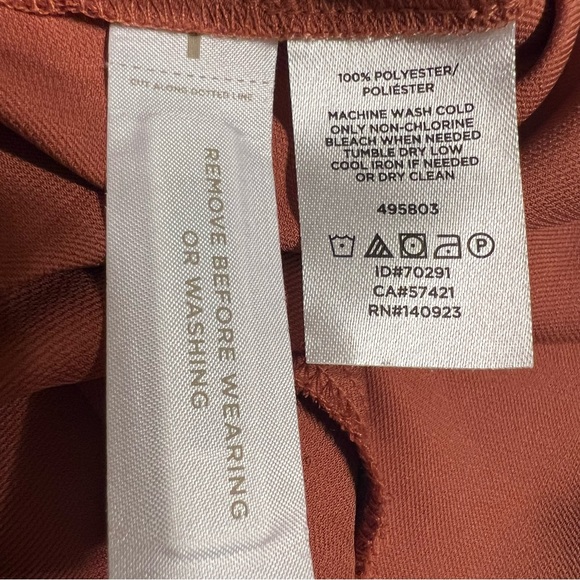 CUT ALONG DOTTED LINE
REMOVE BEFORE WEARING
OR WASHING
100% POLYESTER/
POLIÉSTER
MACHINE WASH COLD
ONLY NON-CHLORINE
BLEACH WHEN NEEDED
TUMBLE DRY LOW
COOL IRON IF NEEDED
OR DRY CLEAN
495803
P
ID#70291
CA#57421
RN#140923